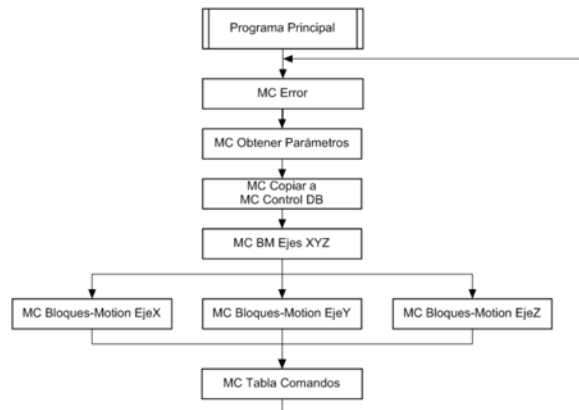 Programa Principal
MC Error
MC Obtener Parámetros
MC Copiar a
MC Control DB
MC BM Ejes XYZ
MC Bloques-Motion EjeX
MC Bloques-Motion EjeY
MC Bloques-Motion EjeZ
MC Tabla Comandos